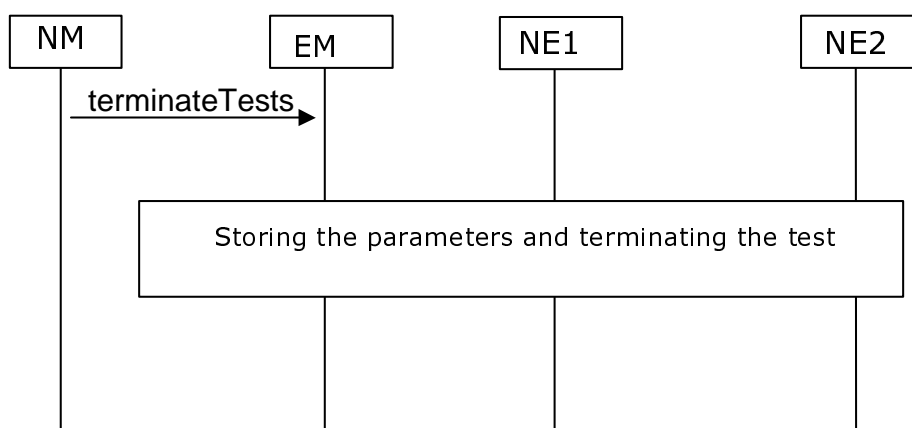 NM
EM
NE1
NE2
terminateTests
Storing the parameters and terminating the test